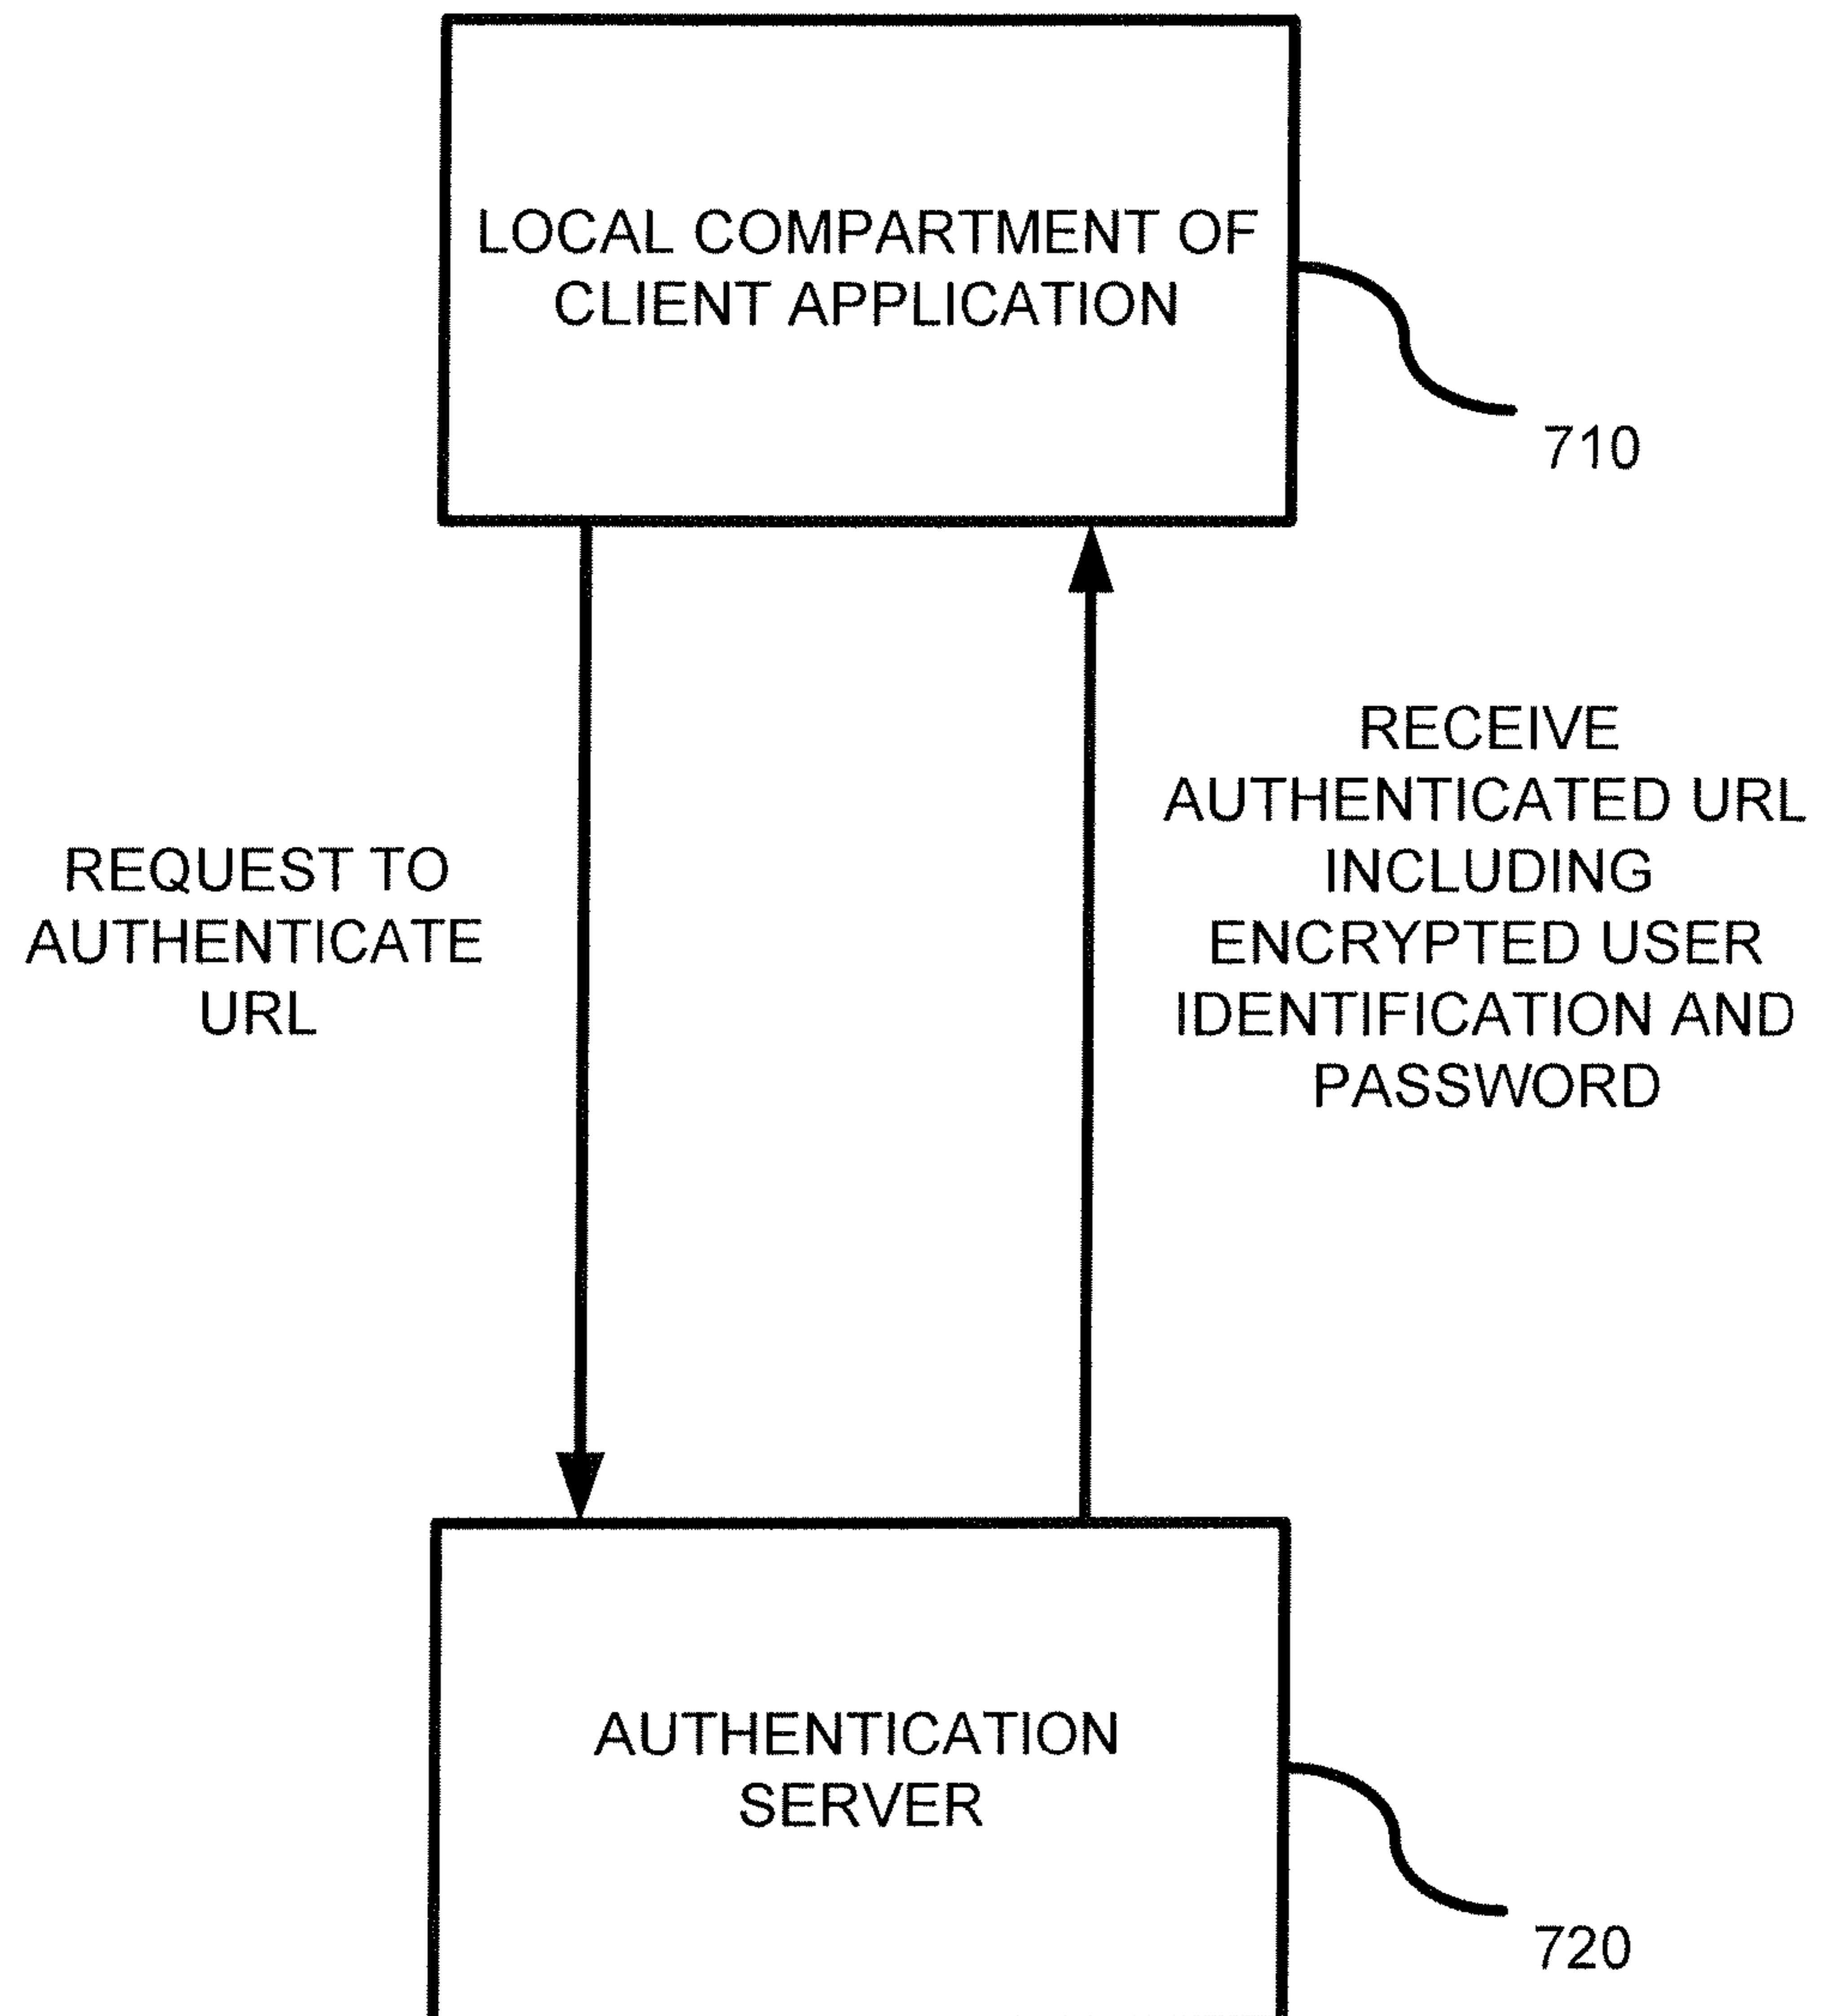 LOCAL COMPARTMENT OF
CLIENT APPLICATION
710
REQUEST TO
AUTHENTICATE
URL
RECEIVE
AUTHENTICATED URL
INCLUDING
ENCRYPTED USER
IDENTIFICATION AND
PASSWORD
AUTHENTICATION
SERVER
720